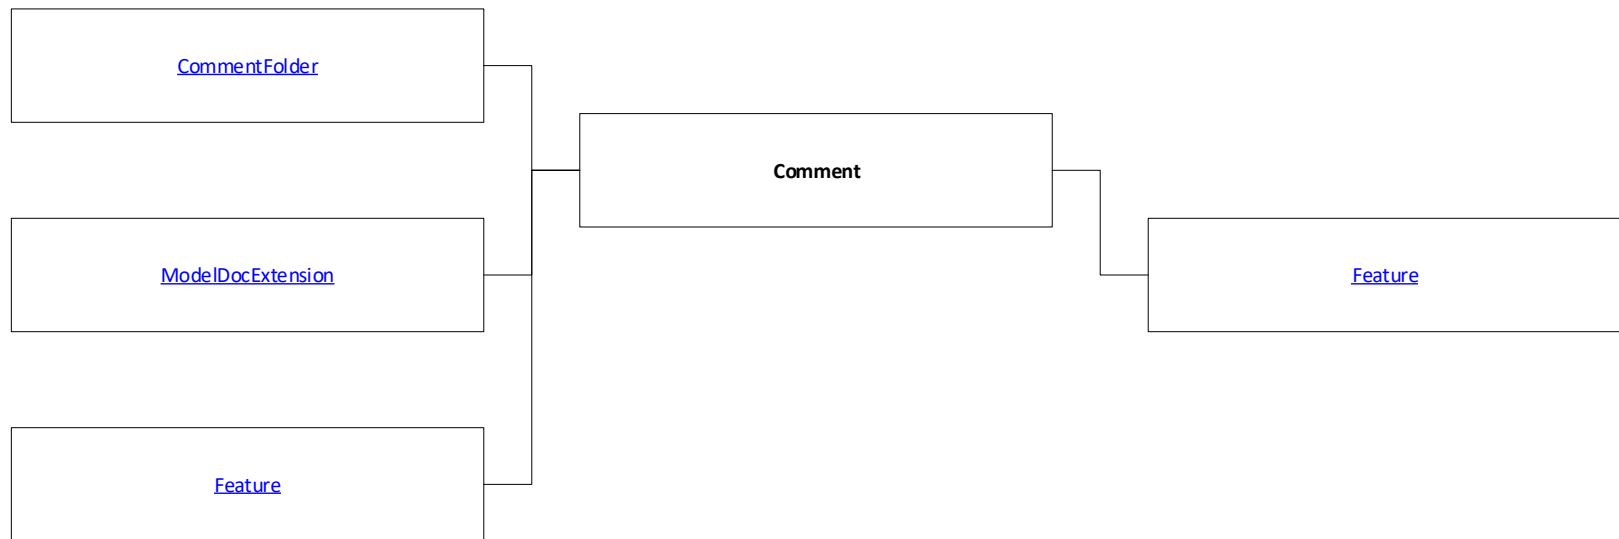 CommentFolder
Comment
ModelDocExtension
Feature
Feature